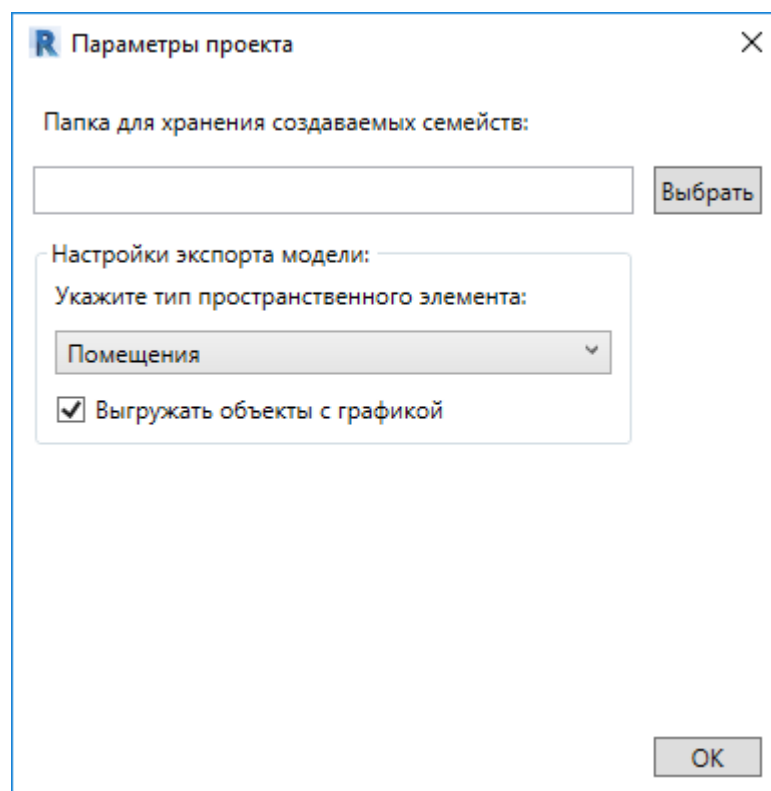 Параметры проекта
Папка для хранения создаваемых семейств:
Выбрать
Настройки экспорта модели:
Укажите тип пространственного элемента:
Помещения
Выгружать объекты с графикой
ОК